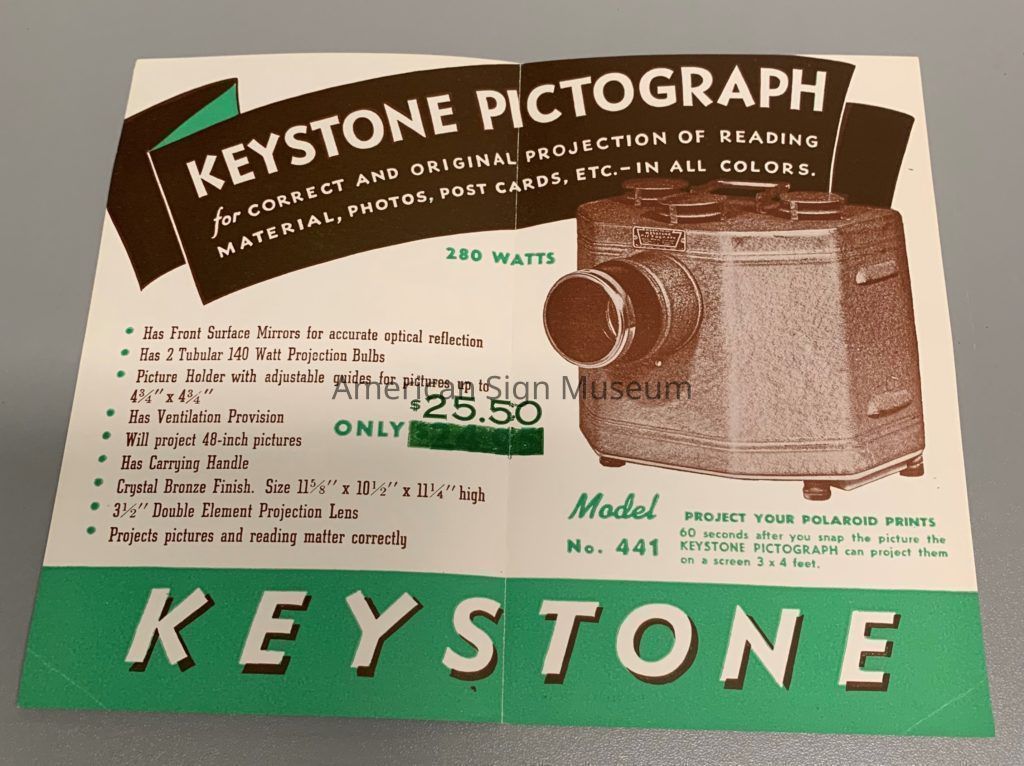 KEYSTONE PICTOGRAPH
for CORRECT AND ORIGINAL PROJECTION OF READING
MATERIAL, PHOTOS, POST CARDS, ETC.—IN ALL COLORS.
280 WATTS
• Has Front Surface Mirrors for accurate optical reflection
• Has 2 Tubular 140 Watt Projection Bulbs
• Picture Holder with adjustable guides for pictures up to
4¾" x 4¾"
• Has Ventilation Provision
• Will project 48-inch pictures
• Has Carrying Handle
• Crystal Bronze Finish. Size 11⅝" x 10½" x 11¼" high
• 3½" Double Element Projection Lens
• Projects pictures and reading matter correctly
American Sign Museum
ONLY $25.50
Model
No. 441
PROJECT YOUR POLAROID PRINTS
60 seconds after you snap the picture the
KEYSTONE PICTOGRAPH can project them
on a screen 3 x 4 feet.
KEYSTONE